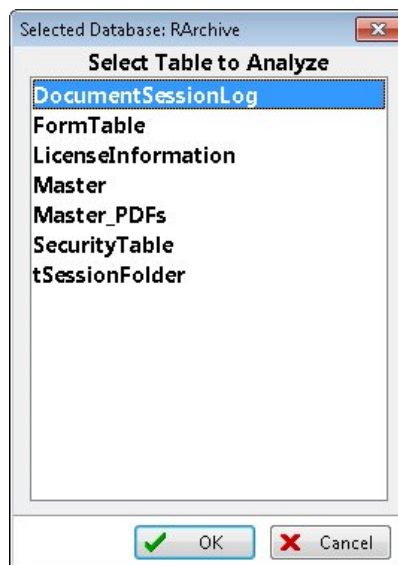 Selected Database: RArchive
Select Table to Analyze
DocumentSessionLog
FormTable
LicenseInformation
Master
Master_PDFs
SecurityTable
tSessionFolder
OK
Cancel